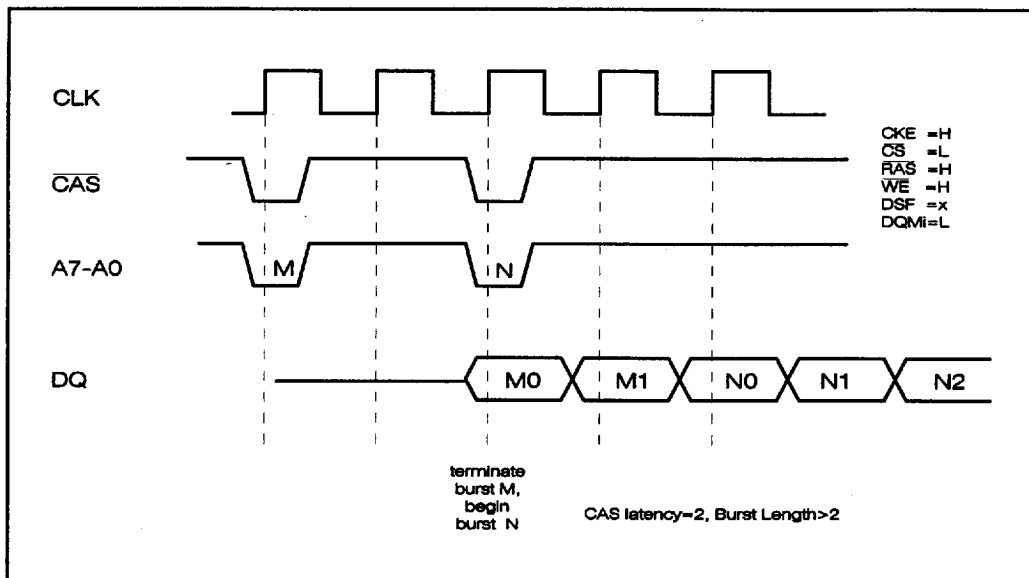 CLK
CAS
A7-A0
M
N
DQ
M0
M1
N0
N1
N2
CKE =H
CS =L
RAS =H
WE =H
DSF =x
DQMi=L
terminate
burst M,
begin
burst N
CAS latency=2, Burst Length>2